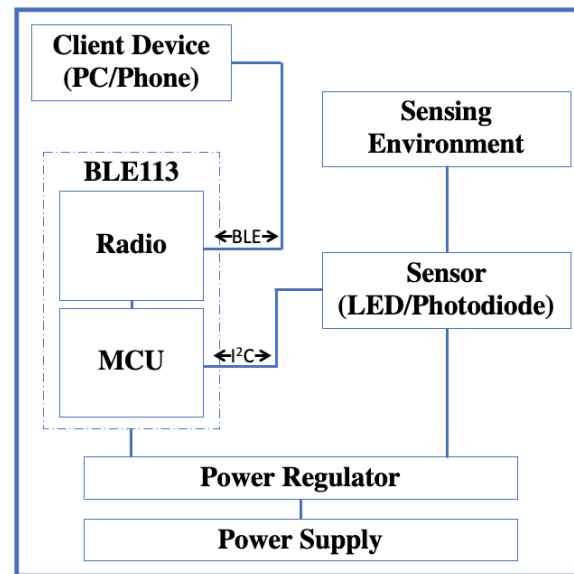 Client Device
(PC/Phone)
Sensing
Environment
BLE113
Radio
BLE
Sensor
(LED/Photodiode)
MCU
I²C
Power Regulator
Power Supply